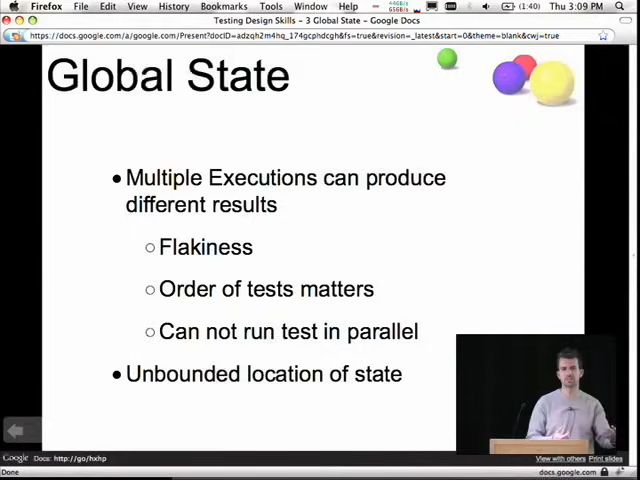 Firefox File Edit View History Bookmarks Tools Window Help (1:40) Thu 3:09 PM
Testing Design Skills - 3 Global State - Google Docs
Global State
• Multiple Executions can produce
different results
○ Flakiness
○ Order of tests matters
○ Can not run test in parallel
• Unbounded location of state
Google Docs: http://go/hxhp View with others Print slides
Done docs.google.com